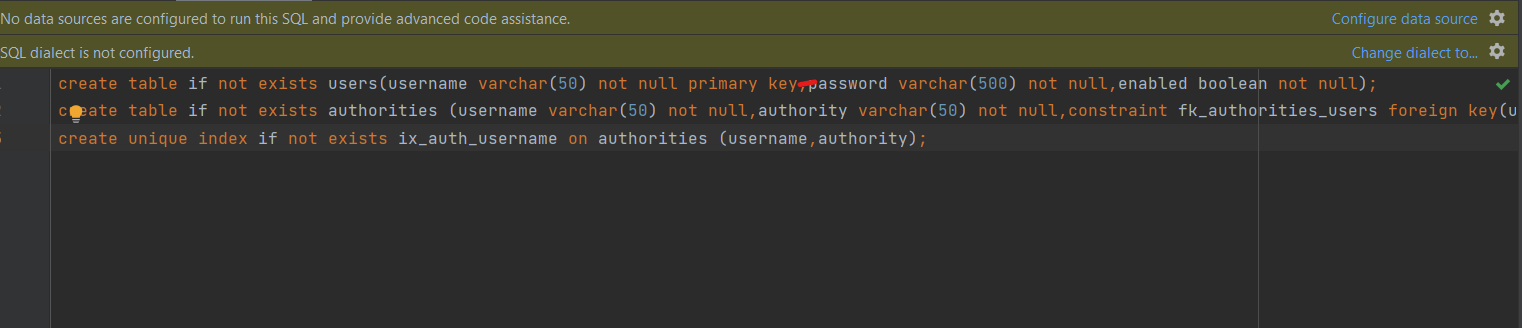 No data sources are configured to run this SQL and provide advanced code assistance. Configure data source
SQL dialect is not configured. Change dialect to...
create table if not exists users(username varchar(50) not null primary key,password varchar(500) not null,enabled boolean not null);
create table if not exists authorities (username varchar(50) not null,authority varchar(50) not null,constraint fk_authorities_users foreign key(u
create unique index if not exists ix_auth_username on authorities (username,authority);